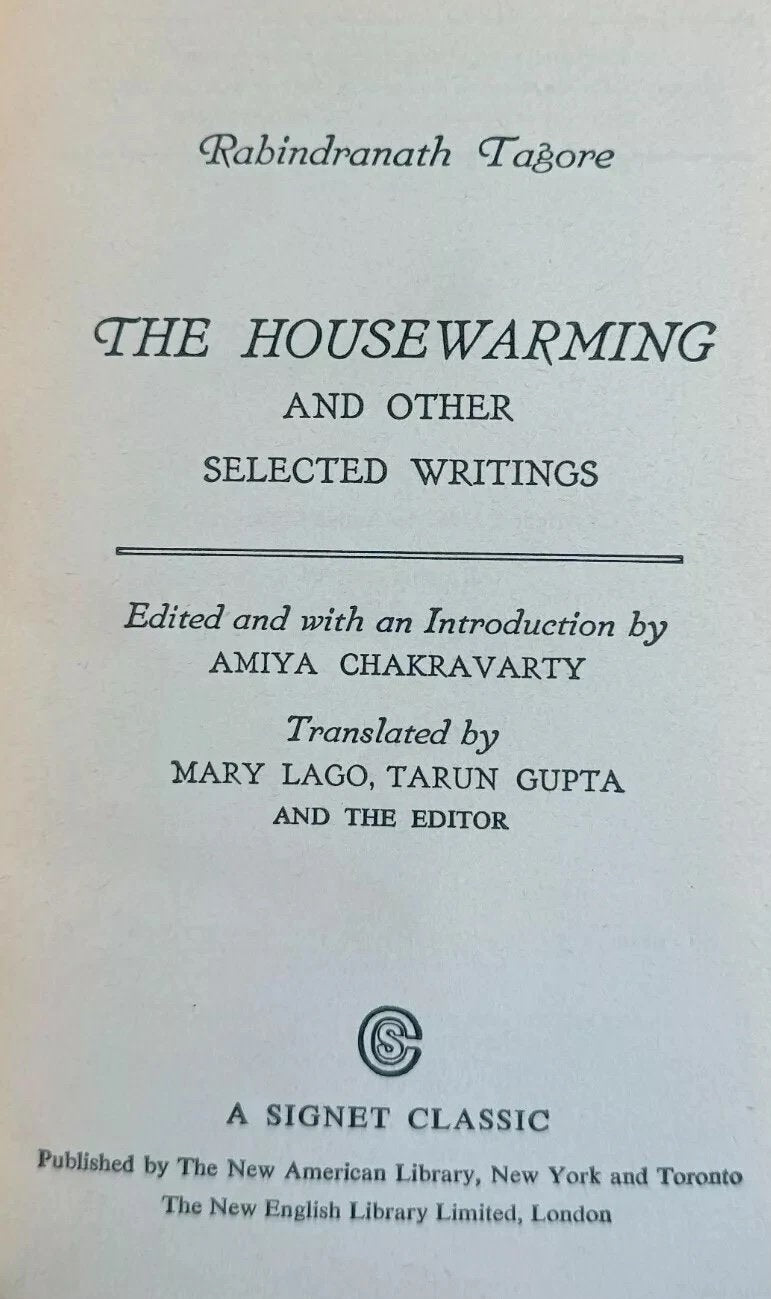 Rabindranath Tagore
THE HOUSEWARMING
AND OTHER
SELECTED WRITINGS
Edited and with an Introduction by
AMIYA CHAKRAVARTY
Translated by
MARY LAGO, TARUN GUPTA
AND THE EDITOR
CS
A SIGNET CLASSIC
Published by The New American Library, New York and Toronto
The New English Library Limited, London